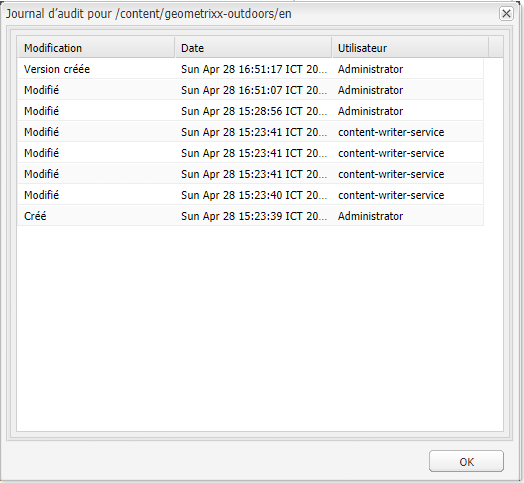 Journal d'audit pour /content/geometrixx-outdoors/en
Modification Date Utilisateur
Version créée Sun Apr 28 16:51:17 ICT 20... Administrator
Modifié Sun Apr 28 16:51:07 ICT 20... Administrator
Modifié Sun Apr 28 15:28:56 ICT 20... Administrator
Modifié Sun Apr 28 15:23:41 ICT 20... content-writer-service
Modifié Sun Apr 28 15:23:41 ICT 20... content-writer-service
Modifié Sun Apr 28 15:23:41 ICT 20... content-writer-service
Modifié Sun Apr 28 15:23:40 ICT 20... content-writer-service
Créé Sun Apr 28 15:23:39 ICT 20... Administrator
OK